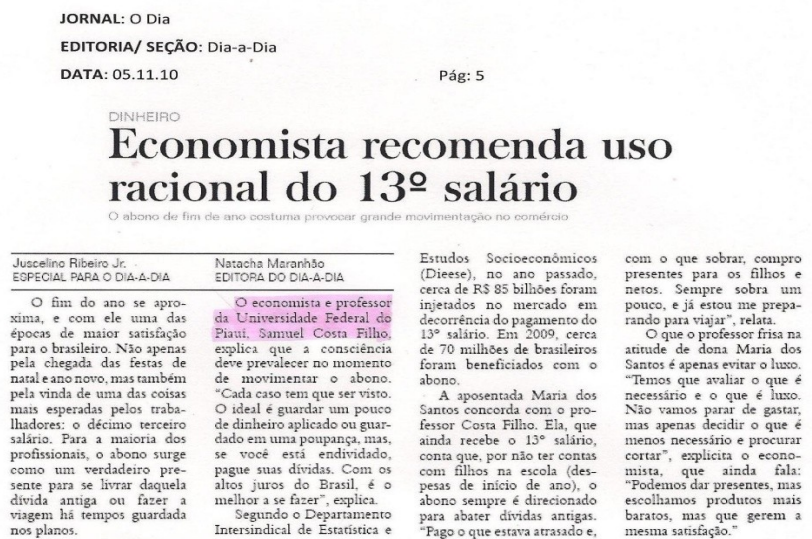 JORNAL: O Dia
EDITORIA/ SEÇÃO: Dia-a-Dia
DATA: 05.11.10 Pág: 5
DINHEIRO
Economista recomenda uso
racional do 13º salário
O abono de fim de ano costuma provocar grande movimentação no comércio
Juscelino Ribeiro Jr.
ESPECIAL PARA O DIA-A-DIA
O fim do ano se apro-
xima, e com ele uma das
épocas de maior satisfação
para o brasileiro. Não apenas
pela chegada das festas de
natal e ano novo, mas também
pela vinda de uma das coisas
mais esperadas pelos traba-
lhadores: o décimo terceiro
salário. Para a maioria dos
profissionais, o abono surge
como um verdadeiro pre-
sente para se livrar daquela
dívida antiga ou fazer a
viagem há tempos guardada
nos planos.
Natacha Maranhão
EDITORA DO DIA-A-DIA
O economista e professor
da Universidade Federal do
Piauí, Samuel Costa Filho,
explica que a consciência
deve prevalecer no momento
de movimentar o abono.
“Cada caso tem que ser visto.
O ideal é guardar um pouco
de dinheiro aplicado ou guar-
dado em uma poupança, mas,
se você está endividado,
pague suas dívidas. Com os
altos juros do Brasil, é o
melhor a se fazer”, explica.
Segundo o Departamento
Intersindical de Estatística e
Estudos Socioeconômicos
(Dieese), no ano passado,
cerca de R$ 85 bilhões foram
injetados no mercado em
decorrência do pagamento do
13º salário. Em 2009, cerca
de 70 milhões de brasileiros
foram beneficiados com o
abono.
A aposentada Maria dos
Santos concorda com o pro-
fessor Costa Filho. Ela, que
ainda recebe o 13º salário,
conta que, por não ter contas
com filhos na escola (des-
pesas de início de ano), o
abono sempre é direcionado
para abater dívidas antigas.
“Pago o que estava atrasado e,
com o que sobrar, compro
presentes para os filhos e
netos. Sempre sobra um
pouco, e já estou me prepa-
rando para viajar”, relata.
O que o professor frisa na
atitude de dona Maria dos
Santos é apenas evitar o luxo.
“Temos que avaliar o que é
necessário e o que é luxo.
Não vamos parar de gastar,
mas apenas decidir o que é
menos necessário e procurar
cortar”, explicita o econo-
mista, que ainda fala:
“Podemos dar presentes, mas
escolhamos produtos mais
baratos, mas que gerem a
mesma satisfação.”